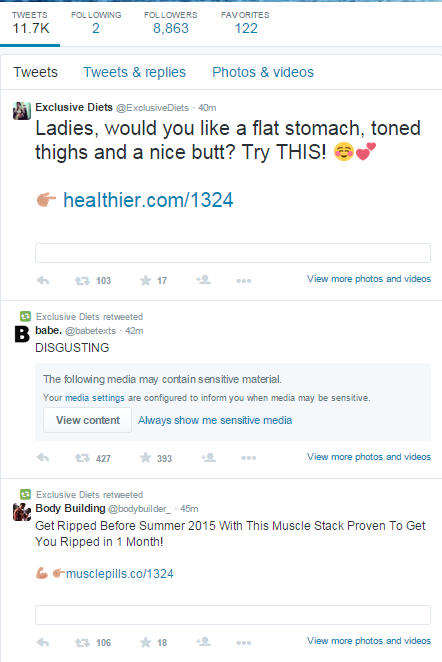 TWEETS FOLLOWING FOLLOWERS FAVORITES
11.7K 2 8,863 122
Tweets Tweets & replies Photos & videos
Exclusive Diets @ExclusiveDiets · 40m
Ladies, would you like a flat stomach, toned
thighs and a nice butt? Try THIS! 😊💕
👉 healthier.com/1324
103 17 View more photos and videos
Exclusive Diets retweeted
B babe. @babetexts · 42m
DISGUSTING
The following media may contain sensitive material.
Your media settings are configured to inform you when media may be sensitive.
View content Always show me sensitive media
427 393 View more photos and videos
Exclusive Diets retweeted
Body Building @bodybuilder_ · 45m
Get Ripped Before Summer 2015 With This Muscle Stack Proven To Get
You Ripped in 1 Month!
💪 👉musclepills.co/1324
106 18 View more photos and videos